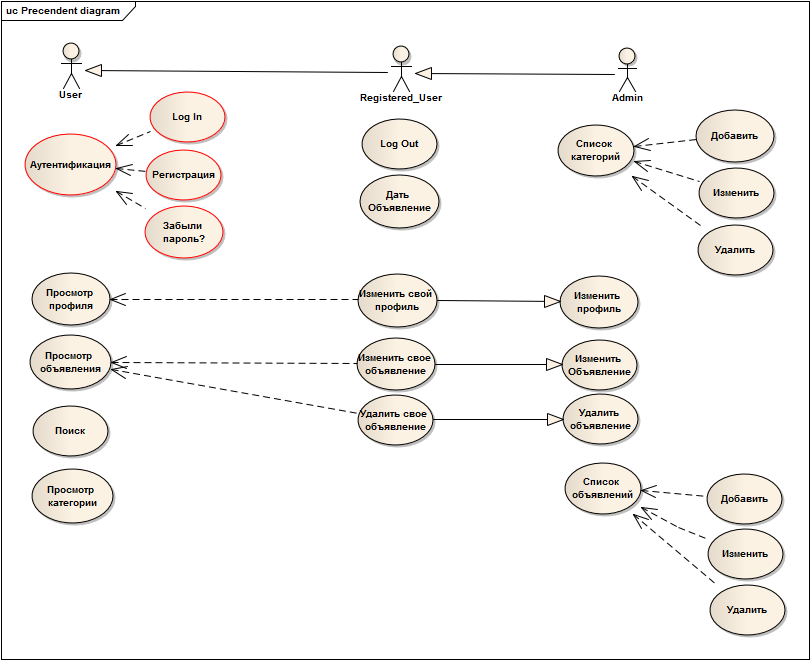 uc Precendent diagram
User
Registered_User
Admin
Log In
Аутентификация
Регистрация
Забыли
пароль?
Log Out
Дать
Объявление
Список
категорий
Добавить
Изменить
Удалить
Просмотр
профиля
Изменить свой
профиль
Изменить
профиль
Просмотр
объявления
Изменить свое
объявление
Изменить
Объявление
Удалить свое
объявление
Удалить
объявление
Поиск
Просмотр
категории
Список
объявлений
Добавить
Изменить
Удалить